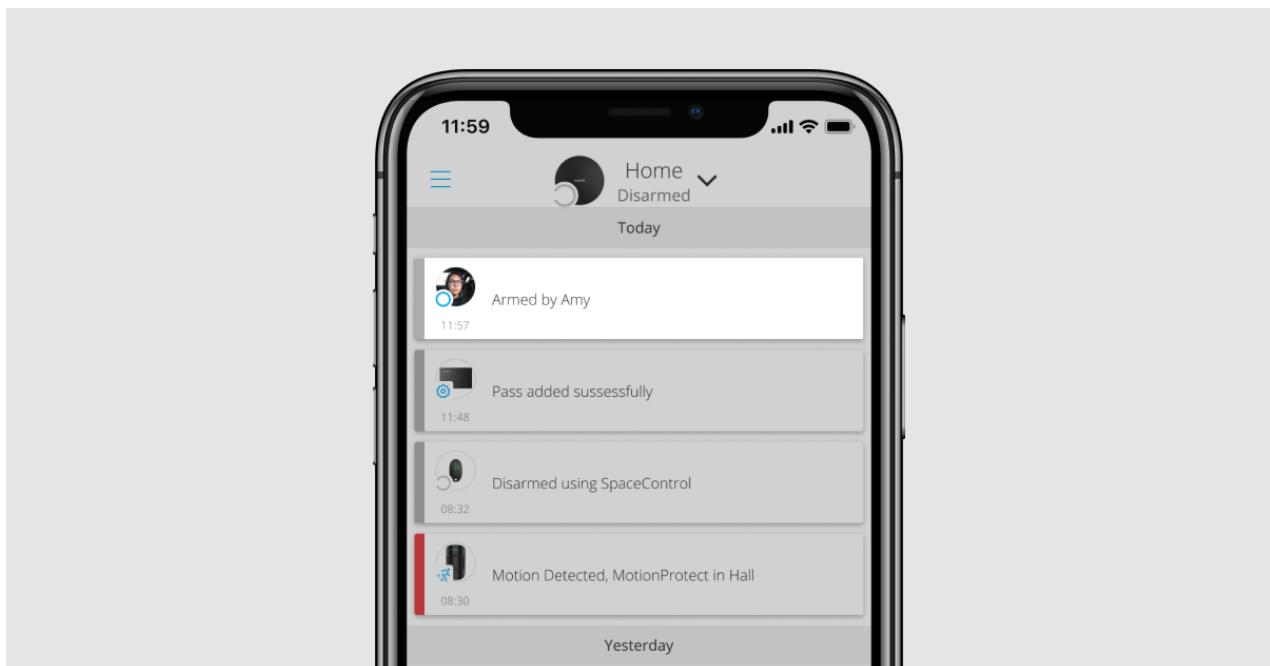 11:59
Home
Disarmed
Today
Armed by Amy
11:57
Pass added sussessfully
11:48
Disarmed using SpaceControl
08:32
Motion Detected, MotionProtect in Hall
08:30
Yesterday